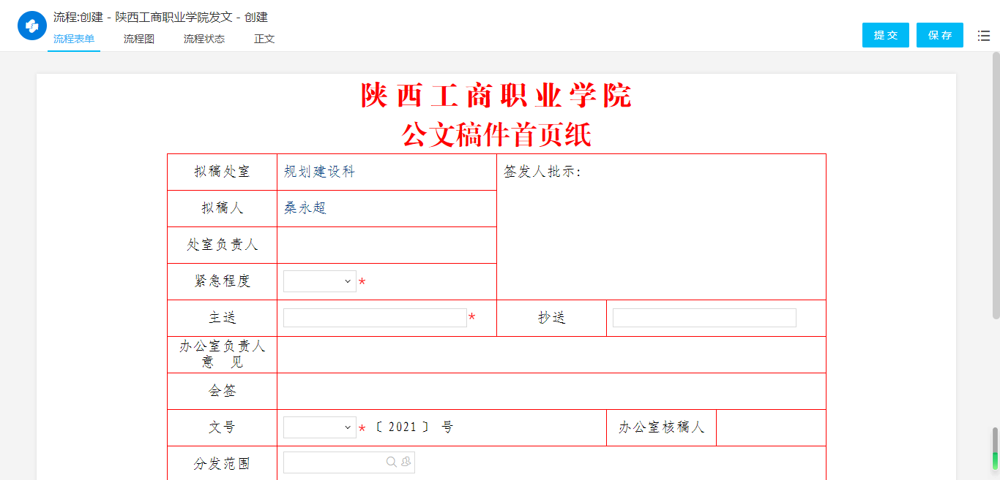 流程:创建 - 陕西工商职业学院发文 - 创建
流程表单 流程图 流程状态 正文
提交 保存
陕西工商职业学院
公文稿件首页纸
拟稿处室 规划建设科 签发人批示：
拟稿人 桑永超
处室负责人
紧急程度 *
主送 * 抄送
办公室负责人
意 见
会签
文号 * 〔 2021 〕 号 办公室核稿人
分发范围